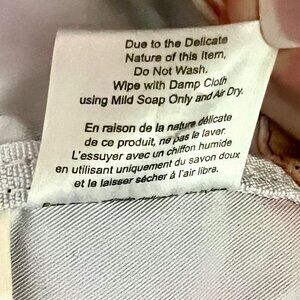 Due to the Delicate
Nature of this Item,
Do Not Wash.
Wipe with Damp Cloth
using Mild Soap Only and Air Dry.
En raison de la nature délicate
de ce produit, ne pas le laver.
L'essuyer avec un chiffon humide
en utilisant uniquement du savon doux
et le laisser sécher à l'air libre.